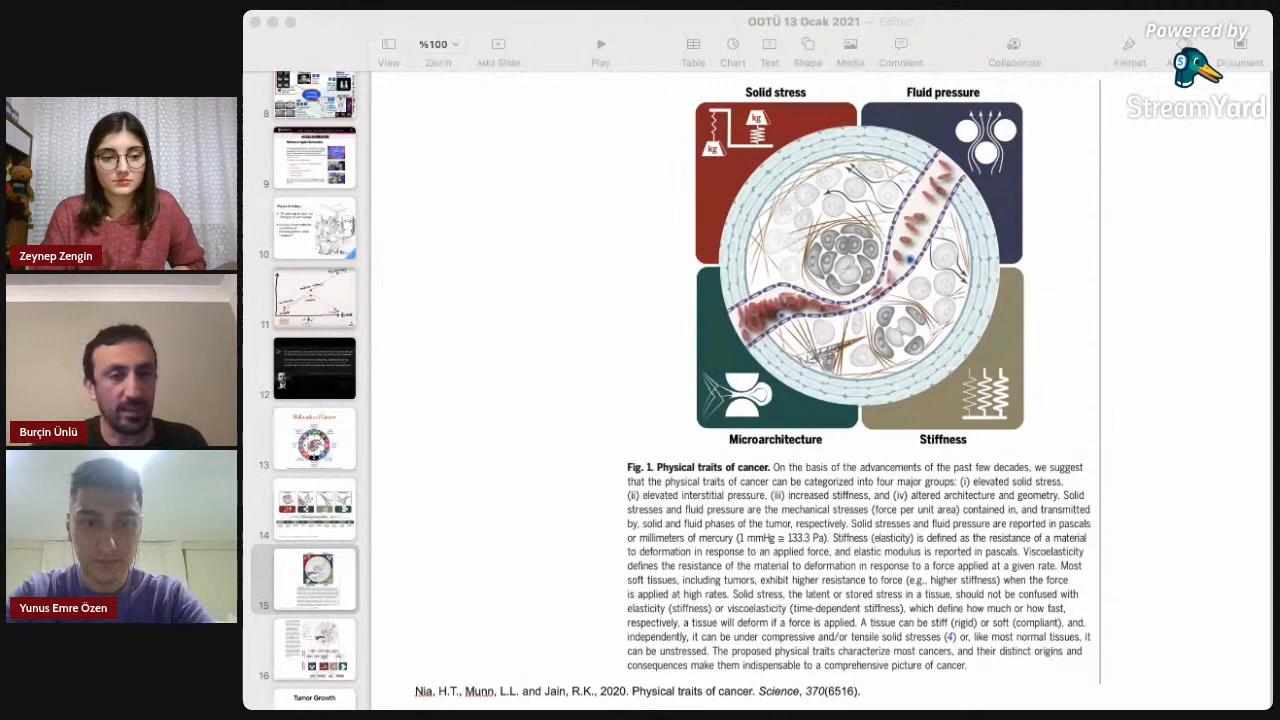 ODTÜ 13 Ocak 2021 — Edited
Powered by
StreamYard
%100
View
Zoom
Add Slide
Play
Table
Chart
Text
Shape
Media
Comment
Collaborate
Format
Document
Zeynep Zengin
Burçin Ünlü
Yunus Emre Özen
8
9
10
11
12
13
14
15
16
Hallmarks of Cancer
Tumor Growth
Solid stress
Fluid pressure
kg
kg
Microarchitecture
Stiffness
Fig. 1. Physical traits of cancer. On the basis of the advancements of the past few decades, we suggest
that the physical traits of cancer can be categorized into four major groups: (i) elevated solid stress,
(ii) elevated interstitial pressure, (iii) increased stiffness, and (iv) altered architecture and geometry. Solid
stresses and fluid pressure are the mechanical stresses (force per unit area) contained in, and transmitted
by, solid and fluid phases of the tumor, respectively. Solid stresses and fluid pressure are reported in pascals
or millimeters of mercury (1 mmHg ≅ 133.3 Pa). Stiffness (elasticity) is defined as the resistance of a material
to deformation in response to an applied force, and elastic modulus is reported in pascals. Viscoelasticity
defines the resistance of the material to deformation in response to a force applied at a given rate. Most
soft tissues, including tumors, exhibit higher resistance to force (e.g., higher stiffness) when the force
is applied at high rates. Solid stress, the latent or stored stress in a tissue, should not be confused with
elasticity (stiffness) or viscoelasticity (time-dependent stiffness), which define how much or how fast,
respectively, a tissue will deform if a force is applied. A tissue can be stiff (rigid) or soft (compliant), and,
independently, it can be under compressive and/or tensile solid stresses (4) or, like most normal tissues, it
can be unstressed. The proposed physical traits characterize most cancers, and their distinct origins and
consequences make them indispensable to a comprehensive picture of cancer.
Nia, H.T., Munn, L.L. and Jain, R.K., 2020. Physical traits of cancer. Science, 370(6516).